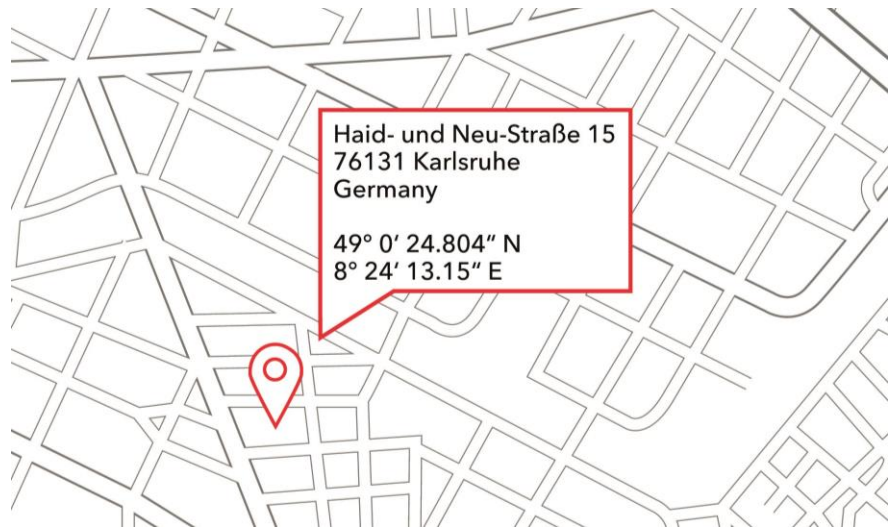 Haid- und Neu-Straße 15
76131 Karlsruhe
Germany
49° 0‘ 24.804“ N
8° 24‘ 13.15“ E